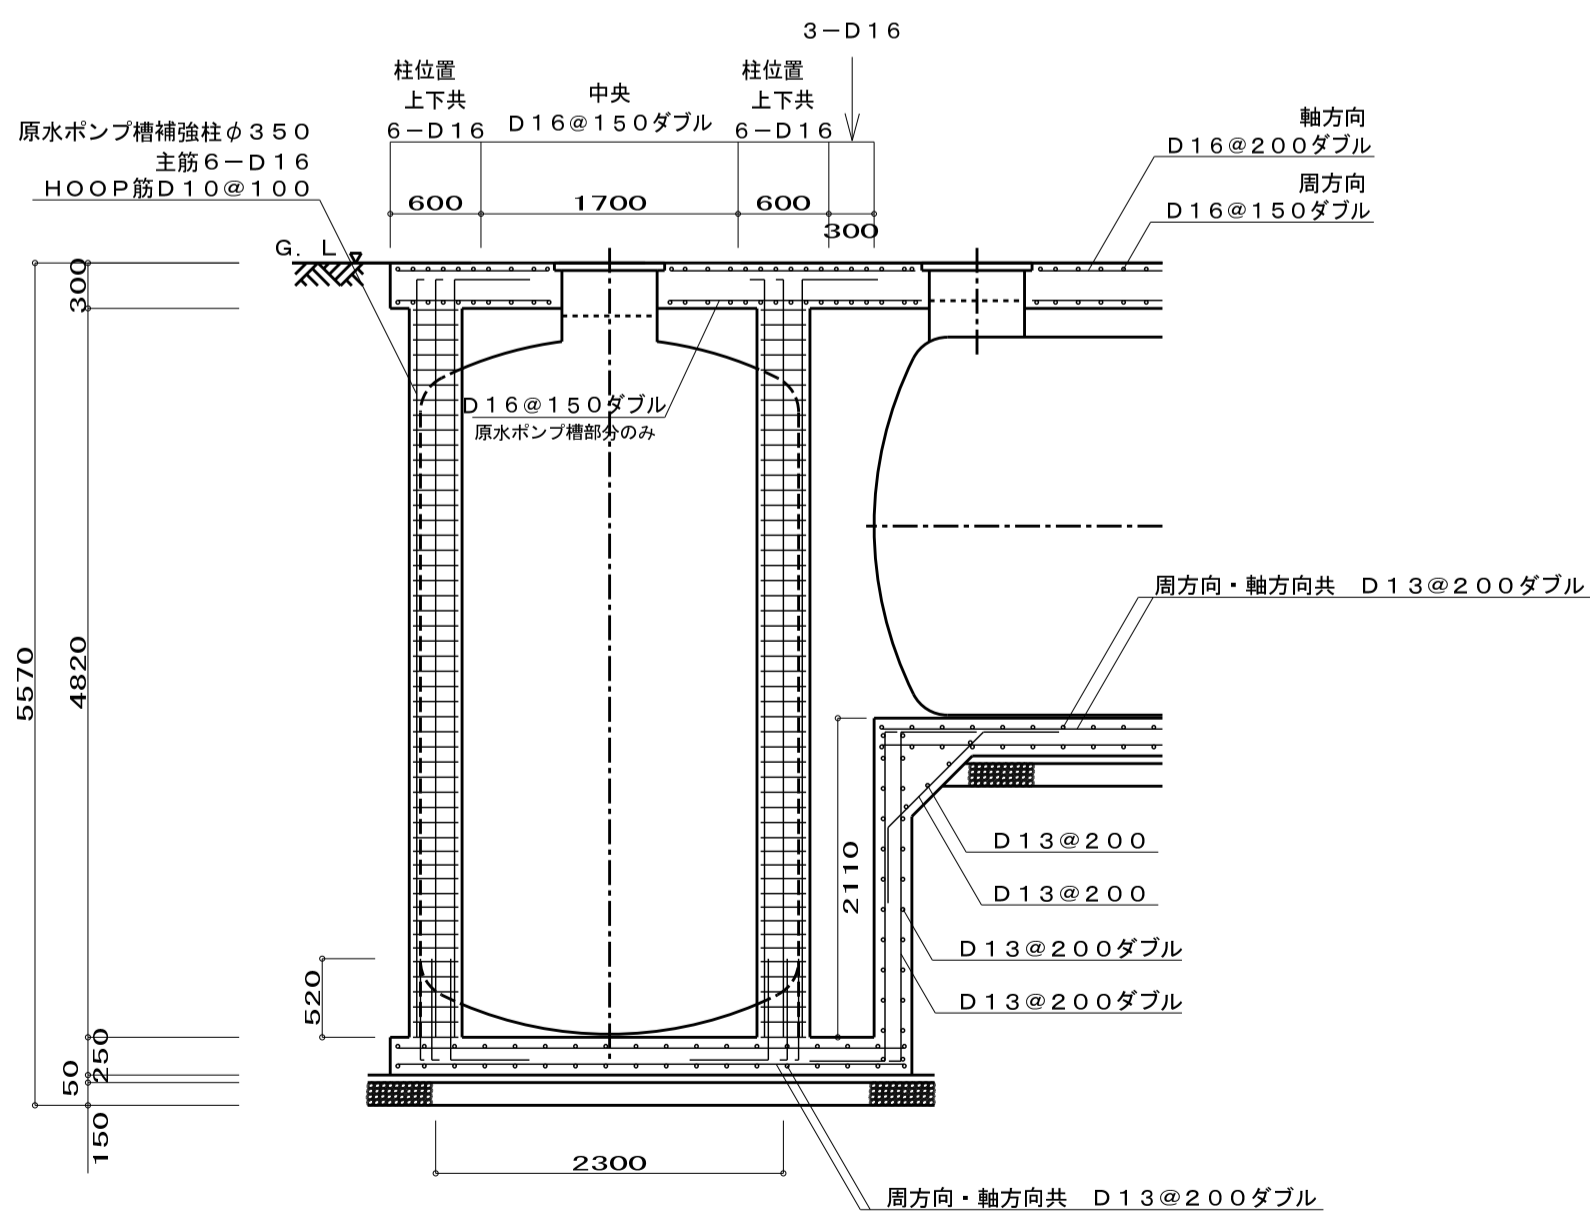 ３－Ｄ１６
柱位置
上下共
６－Ｄ１６
中央
Ｄ１６＠１５０ダブル
柱位置
上下共
６－Ｄ１６
原水ポンプ槽補強柱φ３５０
主筋６－Ｄ１６
ＨＯＯＰ筋Ｄ１０＠１００
軸方向
Ｄ１６＠２００ダブル
周方向
Ｄ１６＠１５０ダブル
600
1700
600
300
Ｇ．Ｌ
300
Ｄ１６＠１５０ダブル
原水ポンプ槽部分のみ
周方向・軸方向共　Ｄ１３＠２００ダブル
5570
4820
2110
Ｄ１３＠２００
Ｄ１３＠２００
Ｄ１３＠２００ダブル
Ｄ１３＠２００ダブル
520
250
50
150
2300
周方向・軸方向共　Ｄ１３＠２００ダブル